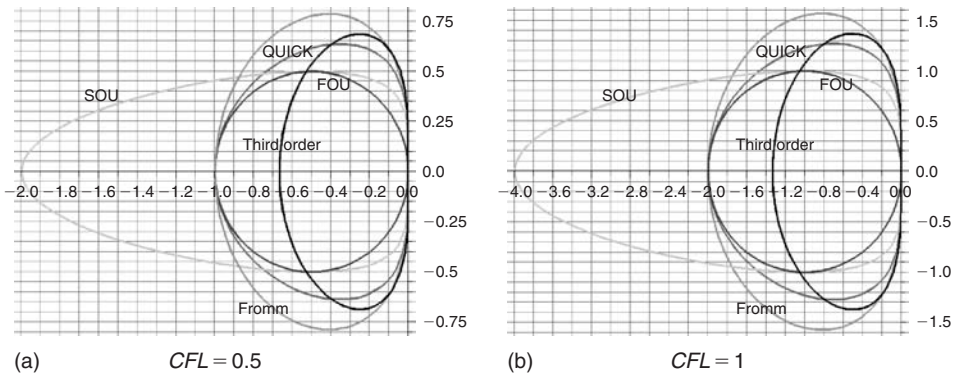 0.75
QUICK
0.5
SOU
FOU
0.25
Third order
0.0
−2.0 1.8 1.6 1.4 1.2 1.0 0.8 0.6 0.4 0.2 0.0
−0.25
−0.5
Fromm
−0.75
(a) CFL = 0.5
1.5
QUICK
1.0
SOU
FOU
0.5
Third order
0.0
−4.0 3.6 3.2 2.8 2.4 2.0 1.6 1.2 0.8 0.4 0.0
−0.5
−1.0
Fromm
−1.5
(b) CFL = 1